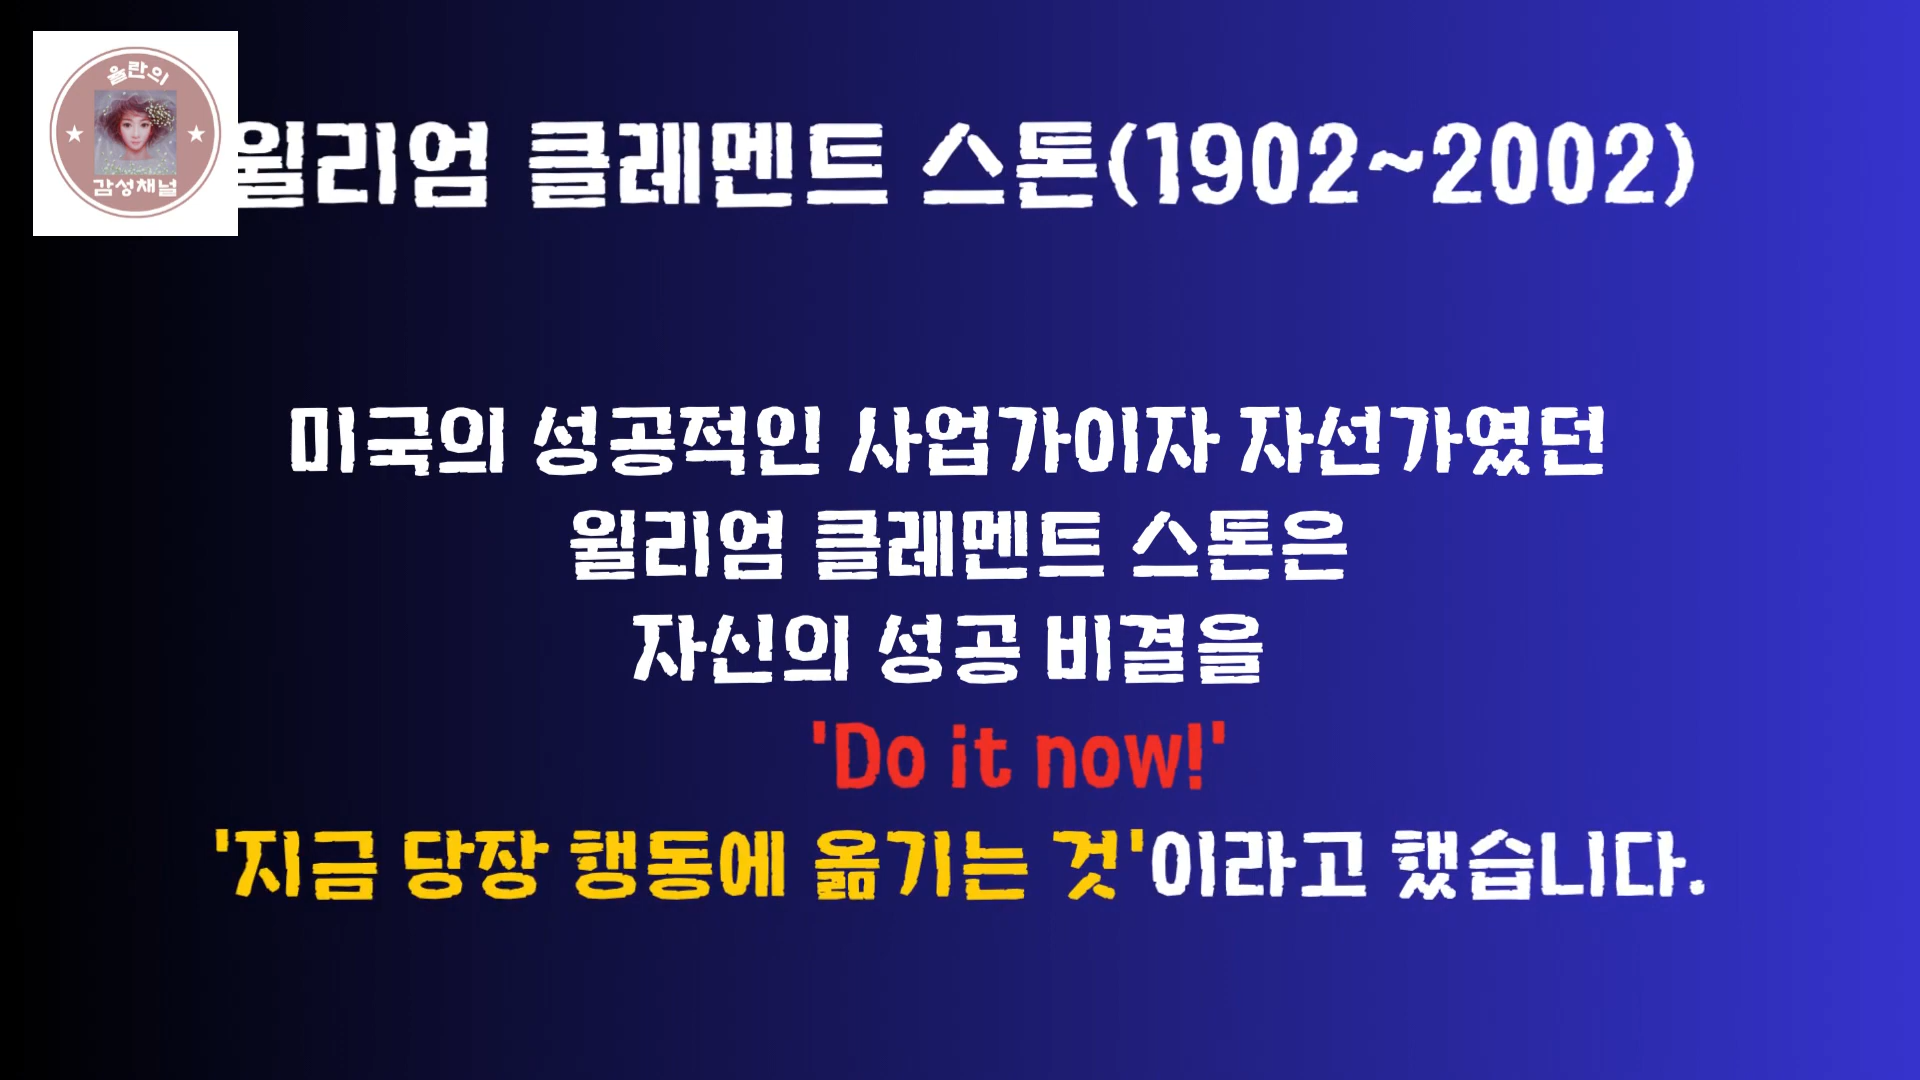 율란의
감성채널
윌리엄 클레멘트 스톤(1902~2002)
미국의 성공적인 사업가이자 자선가였던
윌리엄 클레멘트 스톤은
자신의 성공 비결을
'Do it now!'
'지금 당장 행동에 옮기는 것'이라고 했습니다.